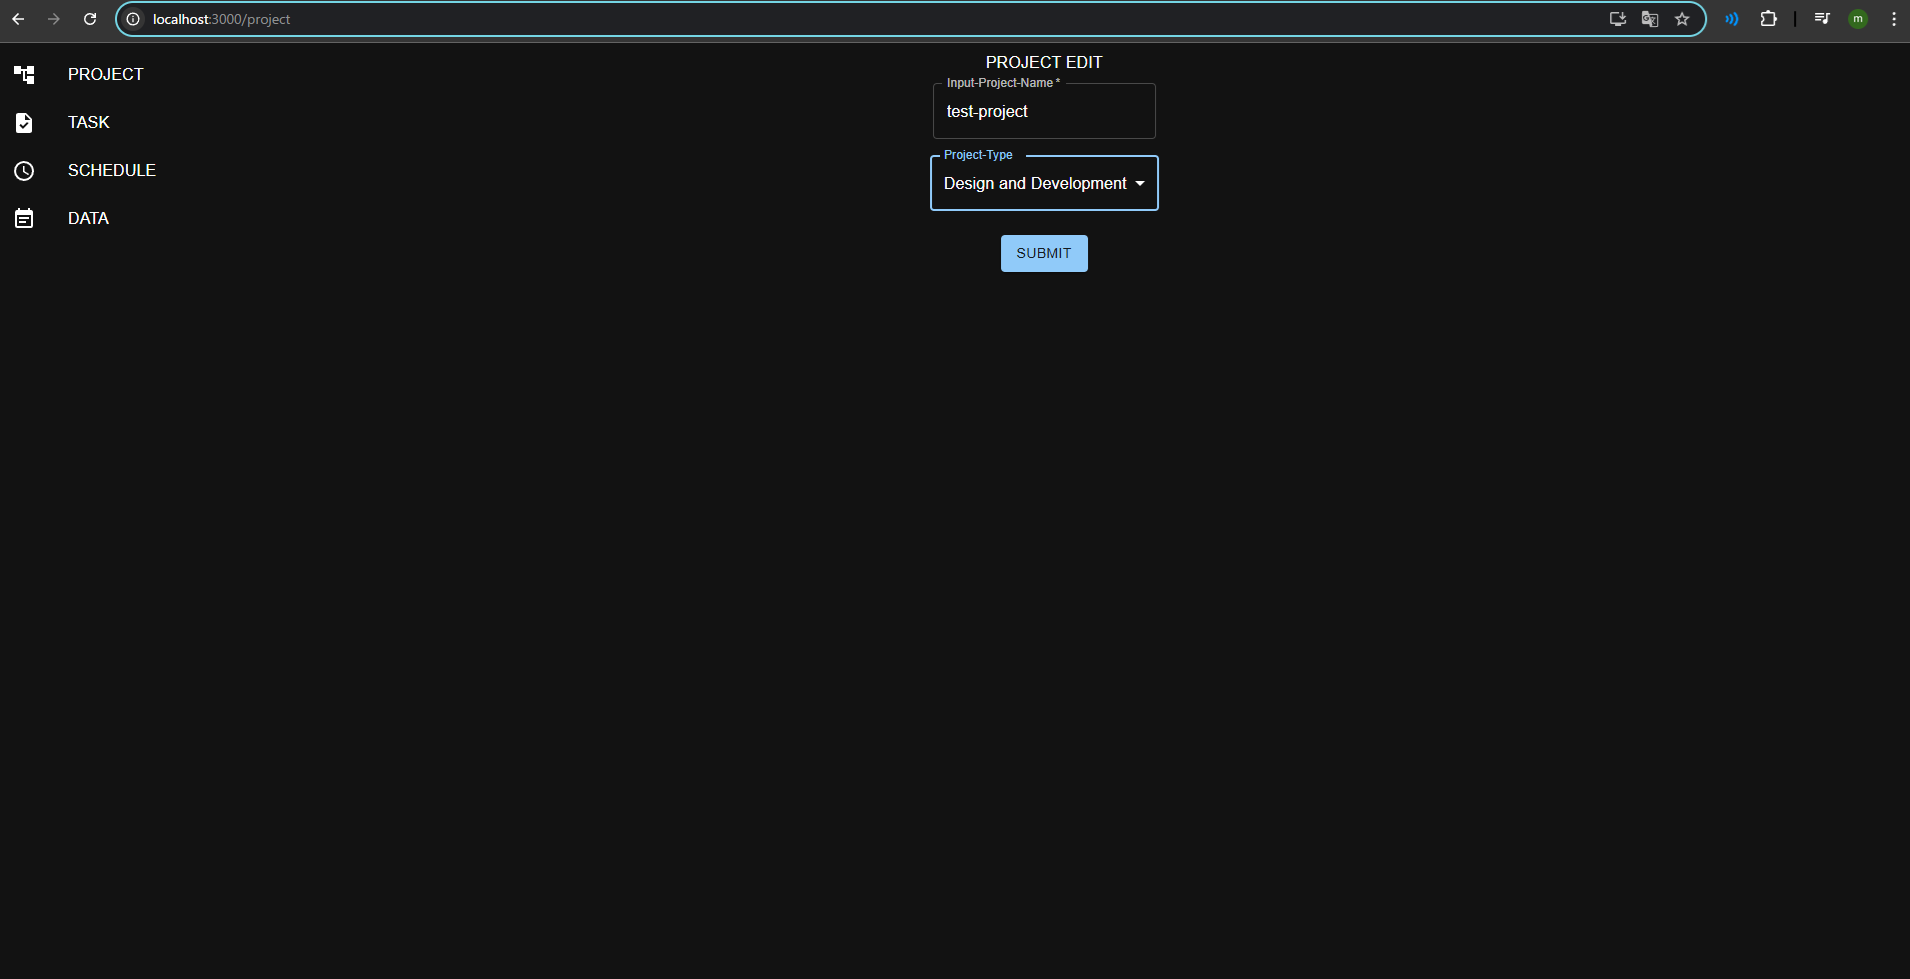 localhost:3000/project
m
PROJECT
TASK
SCHEDULE
DATA
PROJECT EDIT
Input-Project-Name *
test-project
Project-Type
Design and Development
SUBMIT